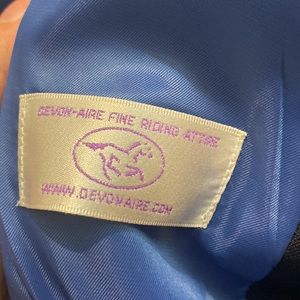 DEVON-AIRE FINE RIDING ATTIRE
WWW.DEVONAIRE.COM